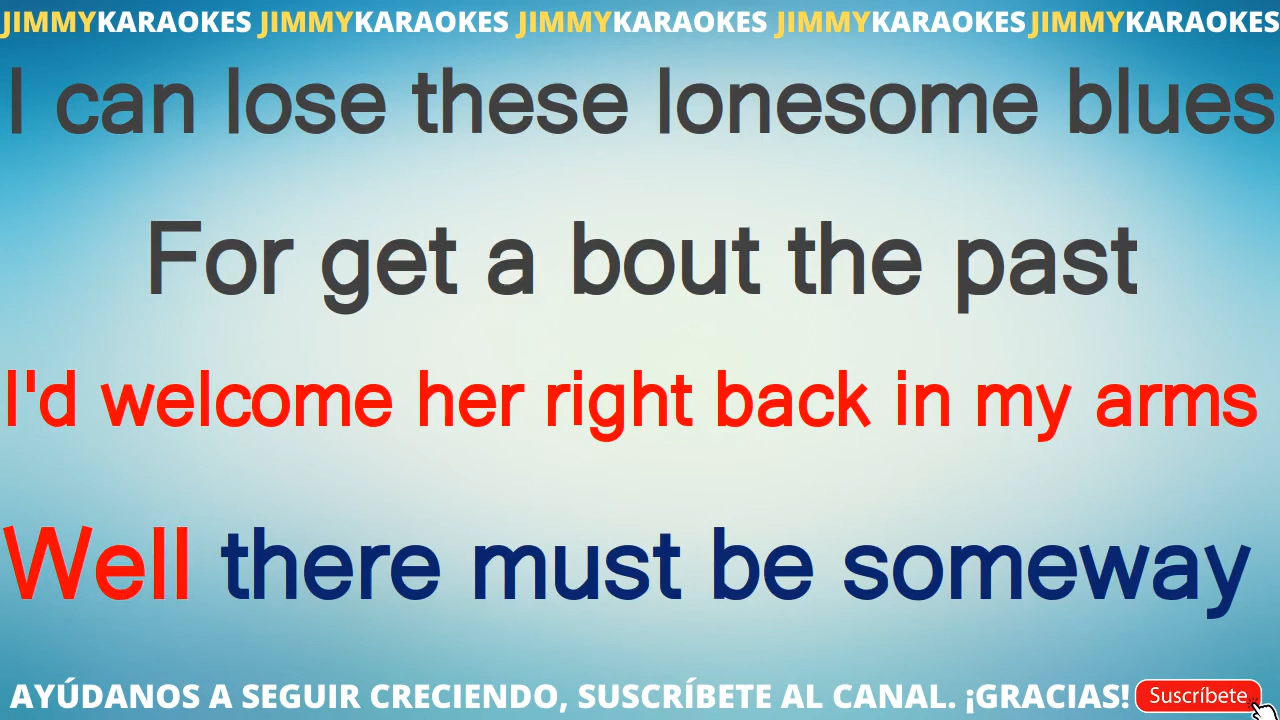 JIMMYKARAOKES JIMMYKARAOKES JIMMYKARAOKES JIMMYKARAOKES JIMMYKARAOKES
I can lose these lonesome blues
For get a bout the past
I'd welcome her right back in my arms
Well there must be someway
AYÚDANOS A SEGUIR CRECIENDO, SUSCRÍBETE AL CANAL. ¡GRACIAS! Suscríbete